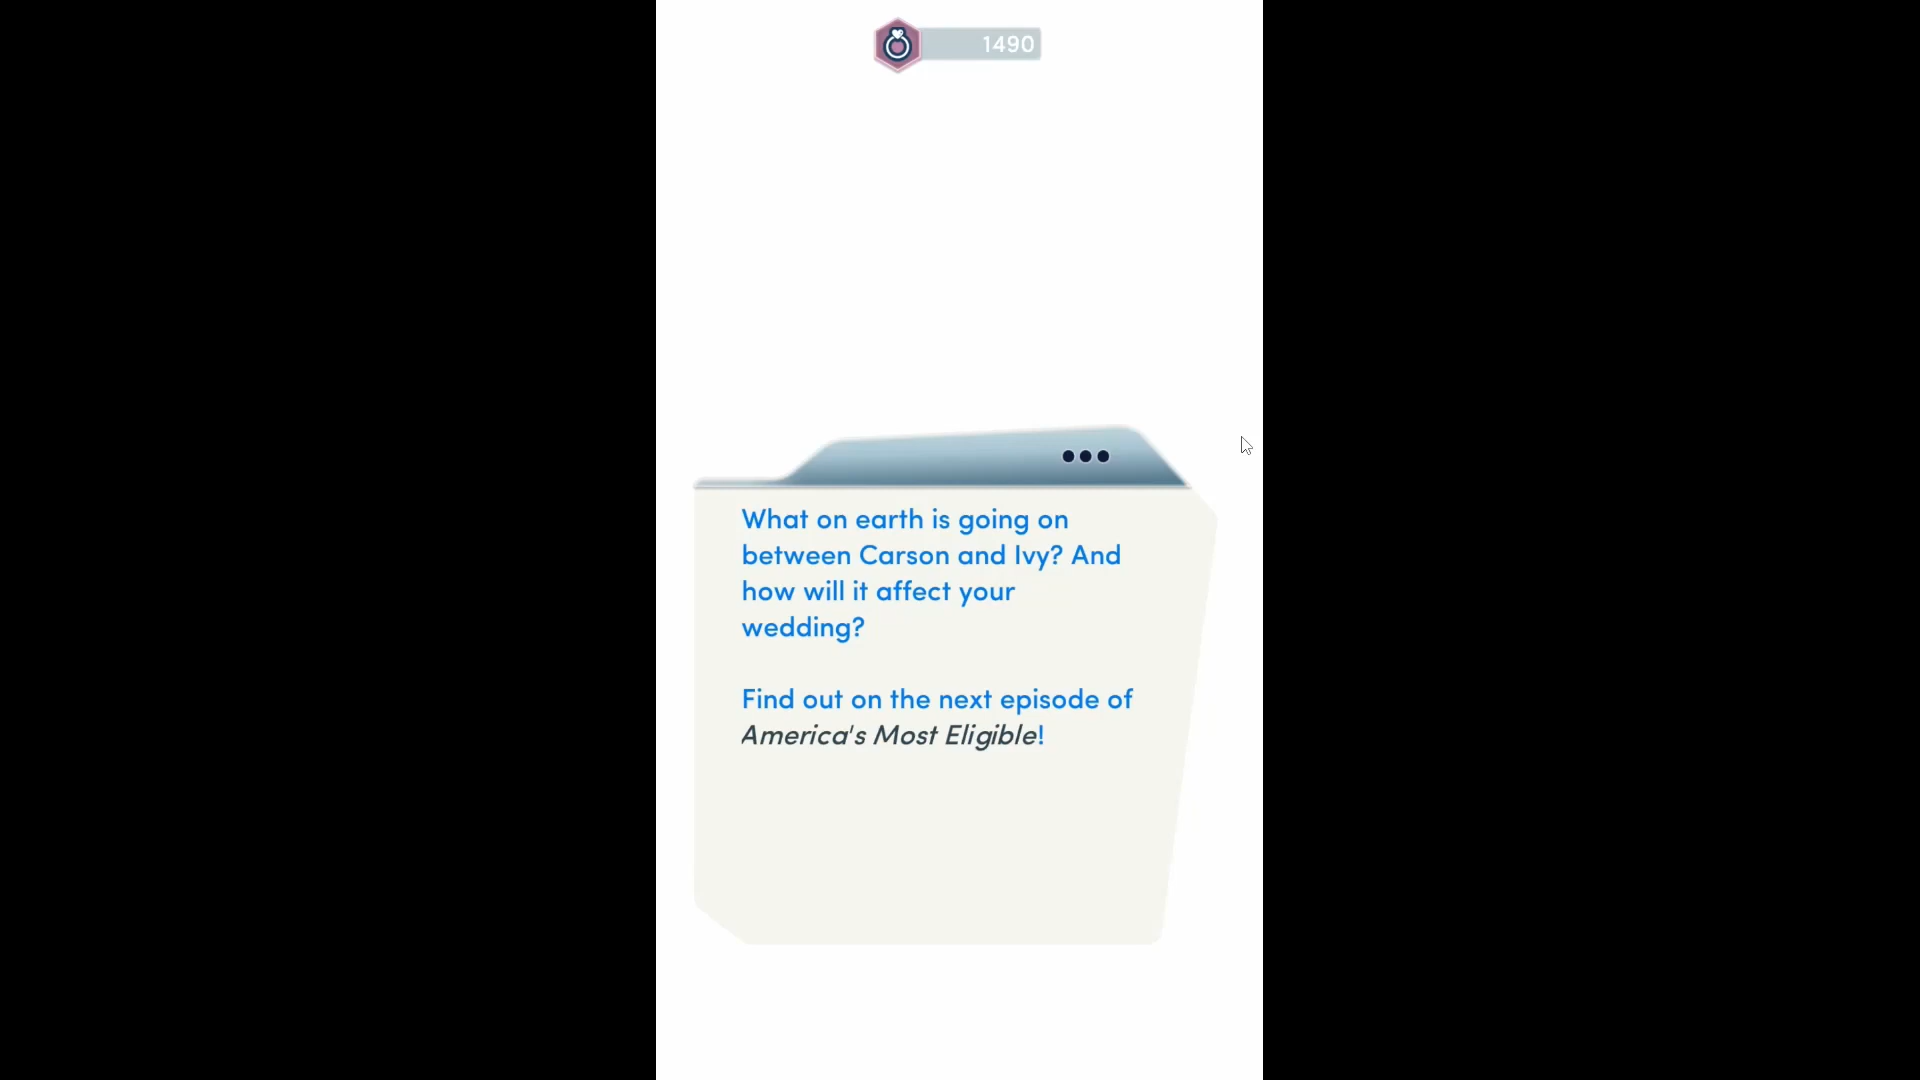 1490
What on earth is going on
between Carson and Ivy? And
how will it affect your
wedding?
Find out on the next episode of
America's Most Eligible!